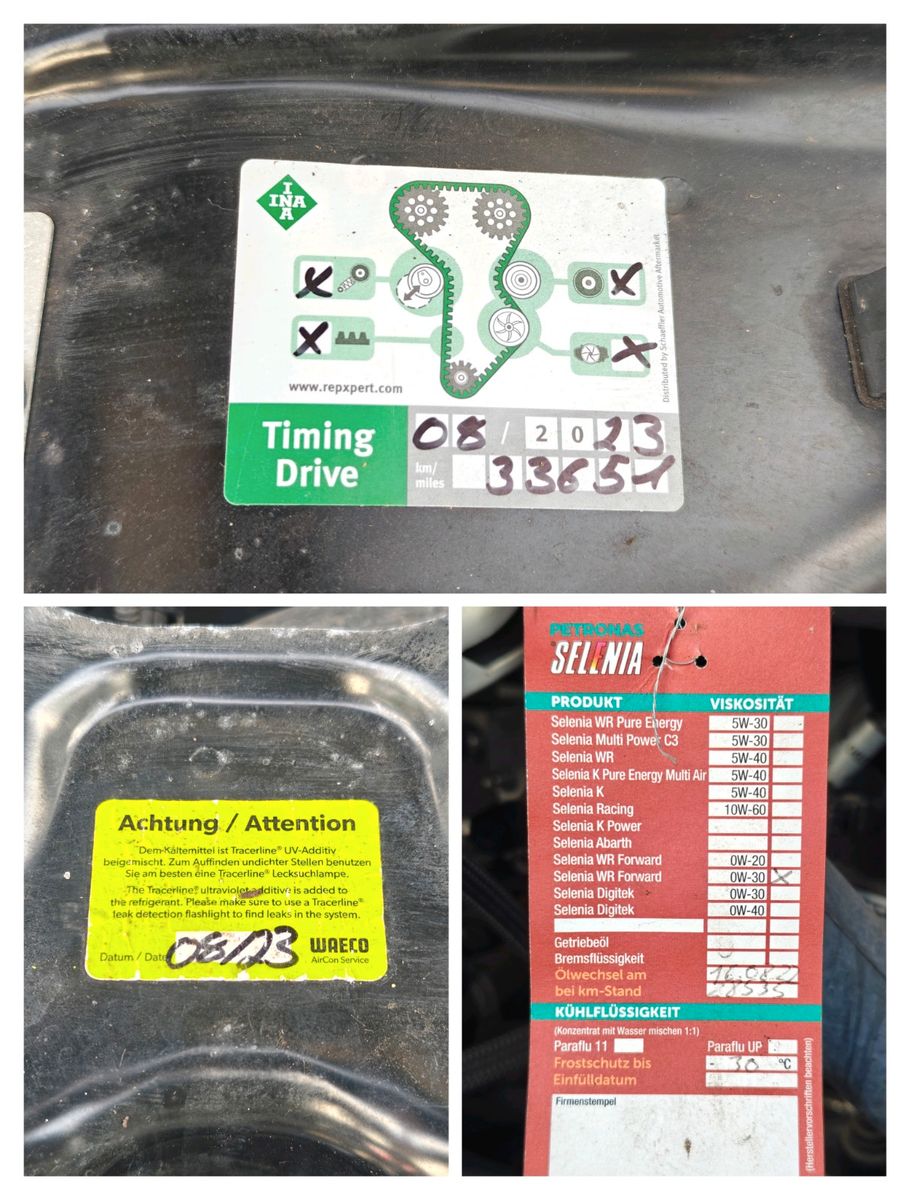 I
INA
A
www.repxpert.com
Distributed by Schaeffler Automotive Aftermarket
Timing
Drive
08 / 2023
km/
miles
33651
Achtung / Attention
Dem Kältemittel ist Tracerline® UV-Additiv
beigemischt. Zum Auffinden undichter Stellen benutzen
Sie am besten eine Tracerline® Lecksuchlampe.
The Tracerline® ultraviolet additive is added to
the refrigerant. Please make sure to use a Tracerline®
leak detection flashlight to find leaks in the system.
Datum / Date 08/23 WAECO
AirCon Service
PETRONAS
SELENIA
PRODUKT VISKOSITÄT
Selenia WR Pure Energy 5W-30
Selenia Multi Power C3 5W-30
Selenia WR 5W-40
Selenia K Pure Energy Multi Air 5W-40
Selenia K 5W-40
Selenia Racing 10W-60
Selenia K Power
Selenia Abarth
Selenia WR Forward 0W-20
Selenia WR Forward 0W-30 X
Selenia Digitek 0W-30
Selenia Digitek 0W-40
Getriebeöl
Bremsflüssigkeit
Ölwechsel am
bei km-Stand
KÜHLFLÜSSIGKEIT
(Konzentrat mit Wasser mischen 1:1)
Paraflu 11 Paraflu UP
Frostschutz bis - 30 °C
Einfülldatum
Firmenstempel
(Herstellervorschriften beachten)